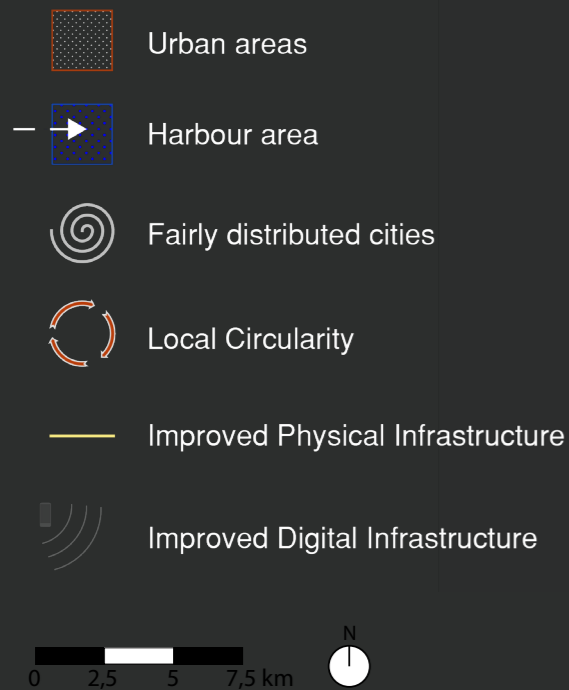 Urban areas
Harbour area
Fairly distributed cities
Local Circularity
Improved Physical Infrastructure
Improved Digital Infrastructure
N
0 2,5 5 7,5 km